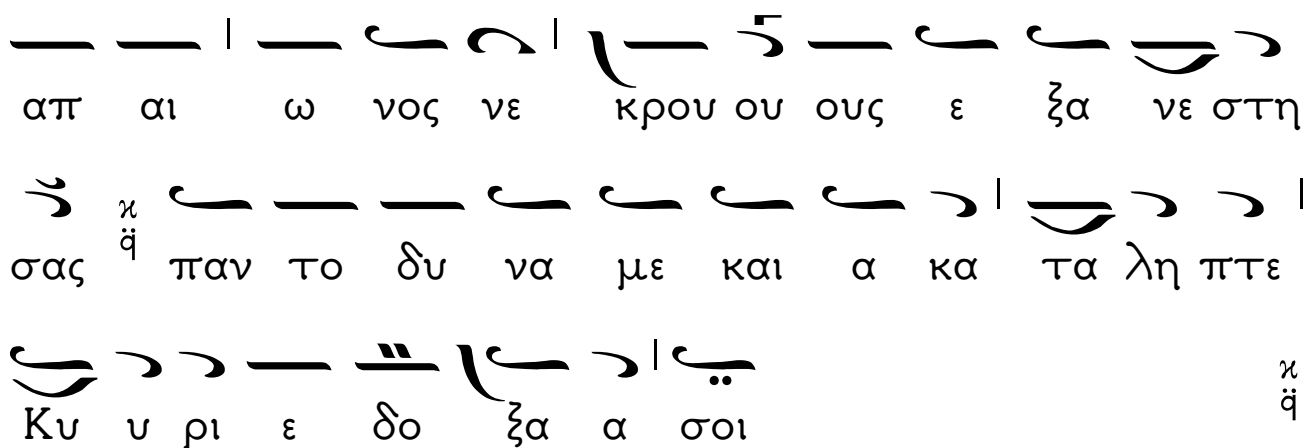 απ αι ω νος νε κρου ου ους ε ξα νε στη
σας ϰ q̈ παν το δυ να με και α κα τα λη πτε
Κυ υ ρι ε δο ξα α σοι ϰ q̈